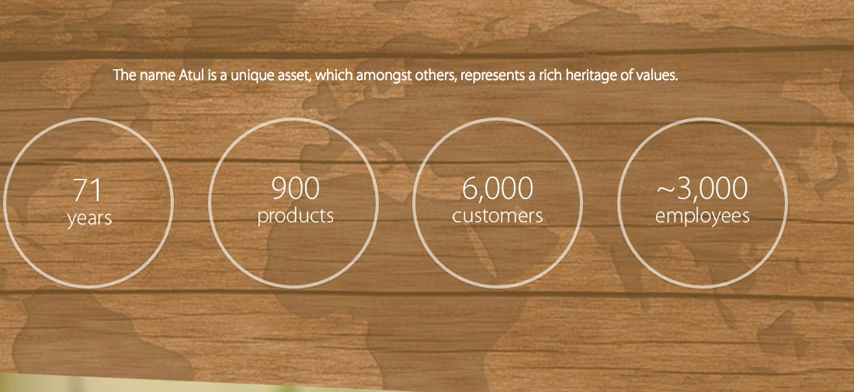 The name Atul is a unique asset, which amongst others, represents a rich heritage of values.
71
years
900
products
6,000
customers
~3,000
employees